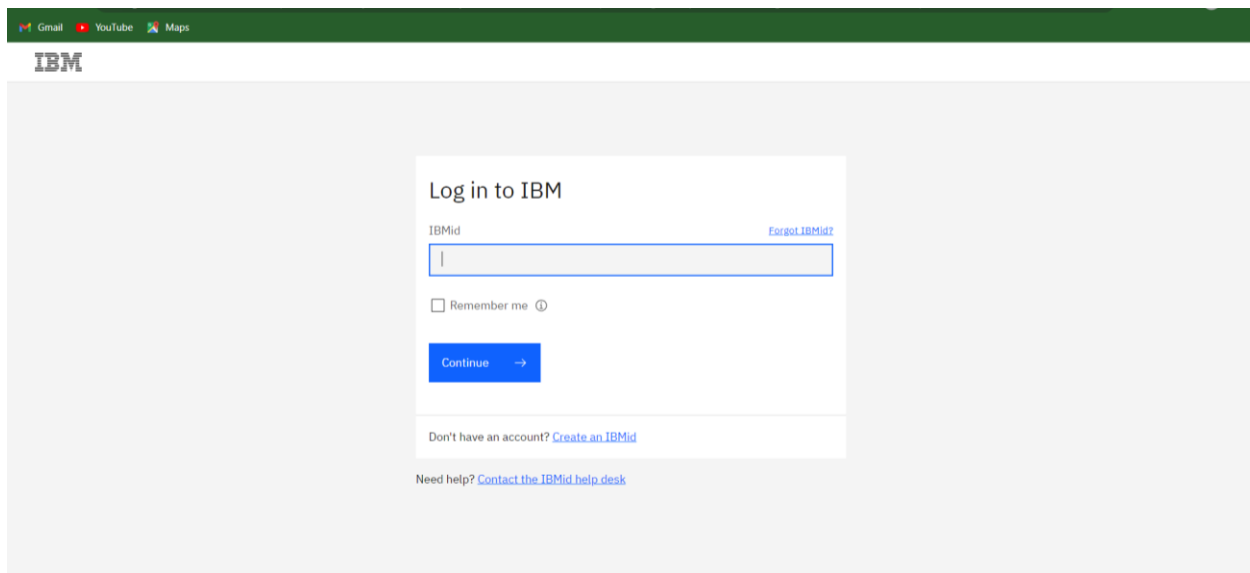 Gmail YouTube Maps
IBM
Log in to IBM
IBMid Forgot IBMid?
Remember me
Continue
Don't have an account? Create an IBMid
Need help? Contact the IBMid help desk